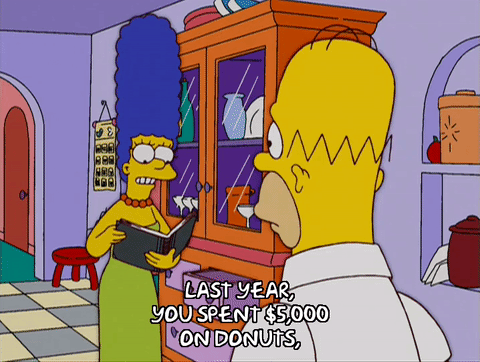 LAST YEAR,
YOU SPENT $5,000
ON DONUTS,